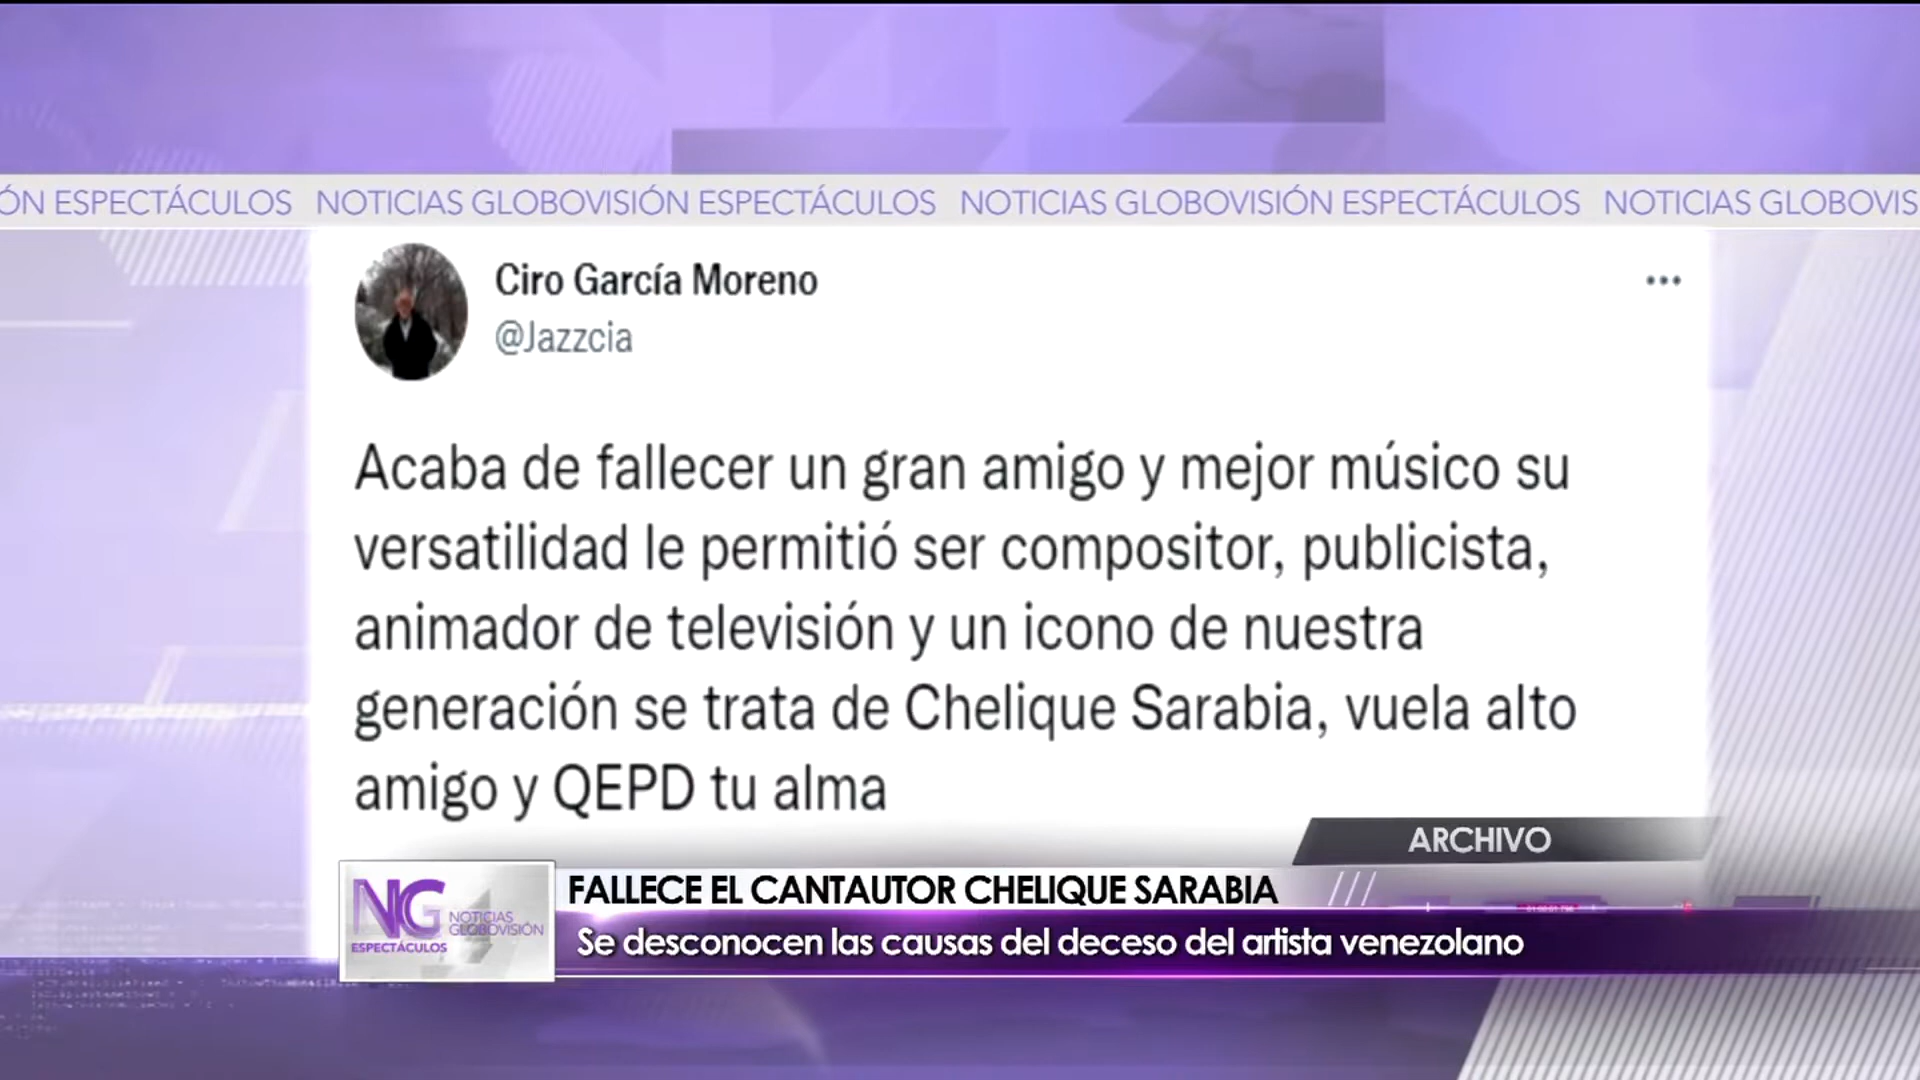 ÓN ESPECTÁCULOS NOTICIAS GLOBOVISIÓN ESPECTÁCULOS NOTICIAS GLOBOVISIÓN ESPECTÁCULOS NOTICIAS GLOBOVIS
Ciro García Moreno
@Jazzcia
Acaba de fallecer un gran amigo y mejor músico su
versatilidad le permitió ser compositor, publicista,
animador de televisión y un icono de nuestra
generación se trata de Chelique Sarabia, vuela alto
amigo y QEPD tu alma
ARCHIVO
FALLECE EL CANTAUTOR CHELIQUE SARABIA ///
Se desconocen las causas del deceso del artista venezolano
NG
NOTICIAS
GLOBOVISIÓN
ESPECTÁCULOS